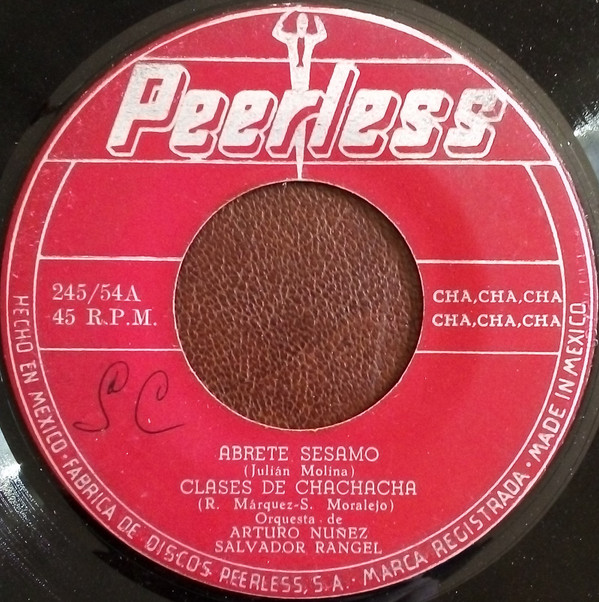 Peerless
245/54A
45 R.P.M.
CHA,CHA,CHA
CHA,CHA,CHA
SC
ABRETE SESAMO
(Julián Molina)
CLASES DE CHACHACHA
(R. Márquez-S. Moralejo)
Orquesta de
ARTURO NUÑEZ
SALVADOR RANGEL
HECHO EN MEXICO · FABRICA DE DISCOS PEERLESS, S.A. · MARCA REGISTRADA · MADE IN MEXICO